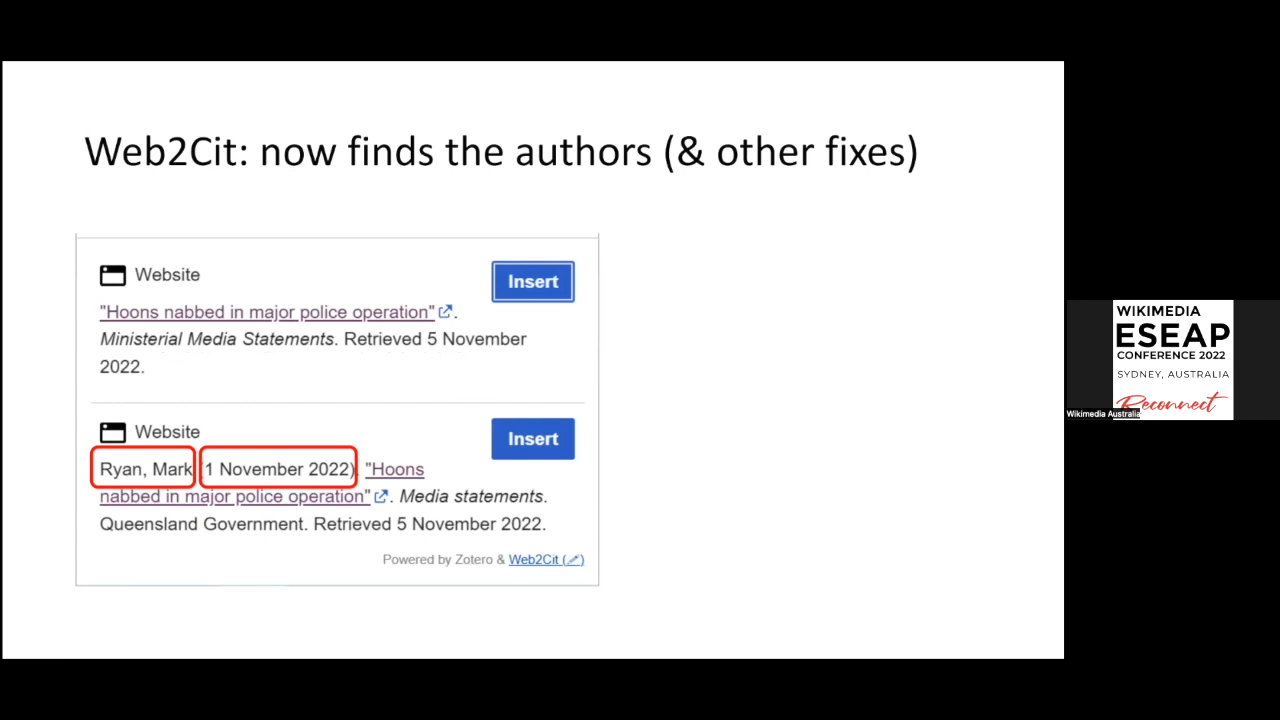 Web2Cit: now finds the authors (& other fixes)
Website
Insert
"Hoons nabbed in major police operation".
Ministerial Media Statements. Retrieved 5 November
2022.
Website
Insert
Ryan, Mark (1 November 2022). "Hoons
nabbed in major police operation". Media statements.
Queensland Government. Retrieved 5 November 2022.
Powered by Zotero & Web2Cit ()
WIKIMEDIA
ESEAP
CONFERENCE 2022
SYDNEY, AUSTRALIA
Reconnect
Wikimedia Australia